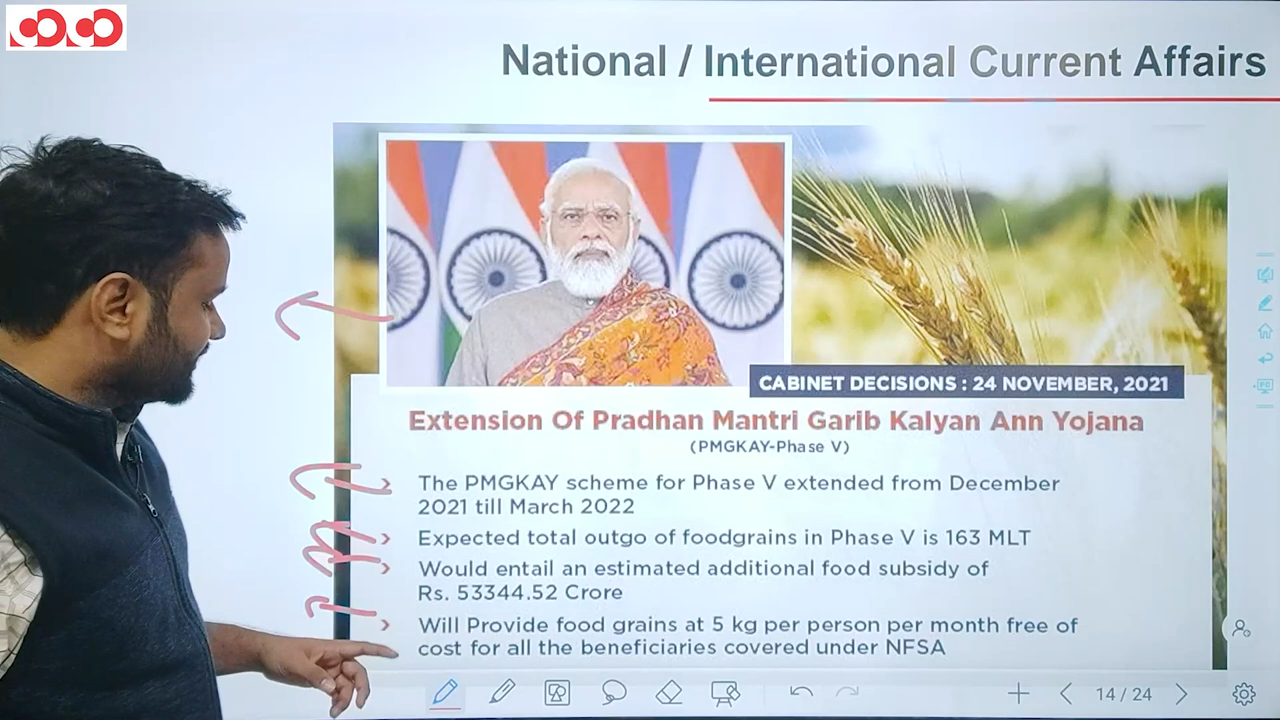 National / International Current Affairs
CABINET DECISIONS : 24 NOVEMBER, 2021
Extension Of Pradhan Mantri Garib Kalyan Ann Yojana
(PMGKAY-Phase V)
The PMGKAY scheme for Phase V extended from December
2021 till March 2022
Expected total outgo of foodgrains in Phase V is 163 MLT
Would entail an estimated additional food subsidy of
Rs. 53344.52 Crore
Will Provide food grains at 5 kg per person per month free of
cost for all the beneficiaries covered under NFSA
14 / 24